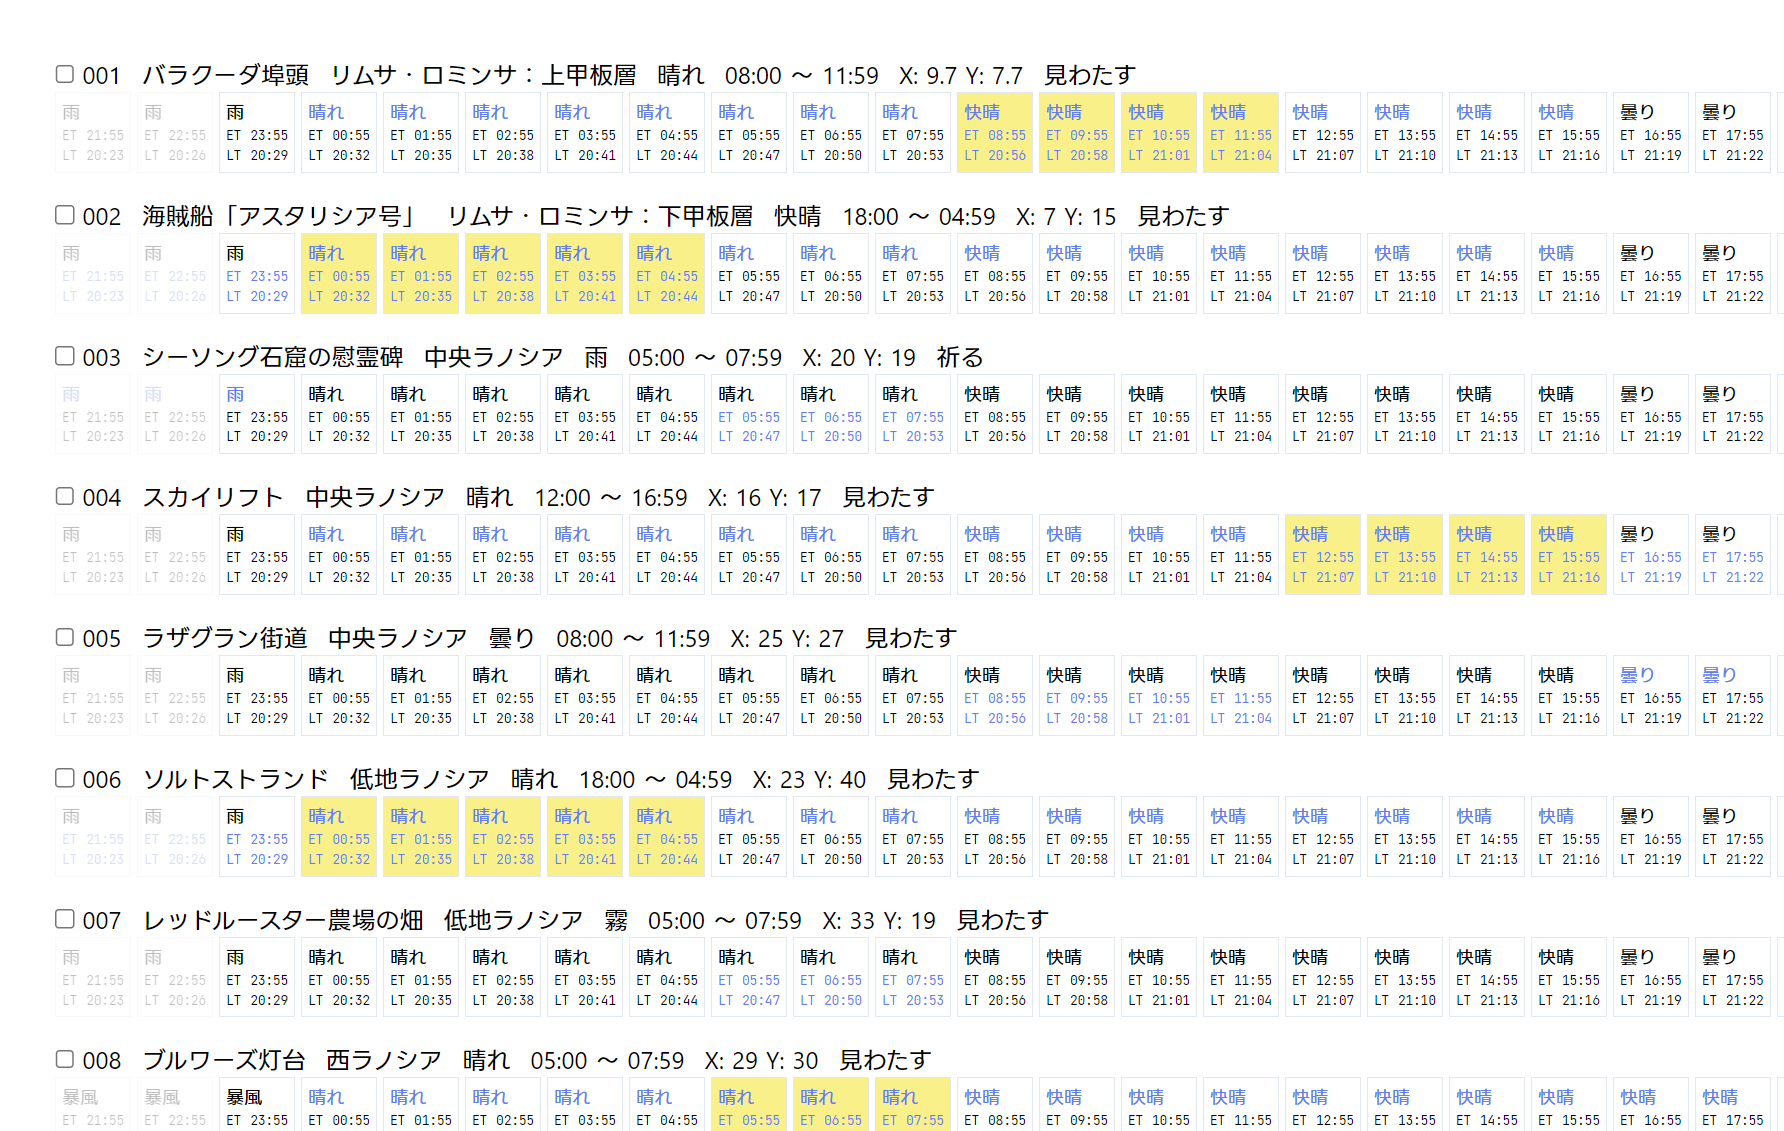 001 バラクーダ埠頭 リムサ・ロミンサ：上甲板層 晴れ 08:00 〜 11:59 X: 9.7 Y: 7.7 見わたす
雨 雨 雨 晴れ 晴れ 晴れ 晴れ 晴れ 晴れ 晴れ 晴れ 快晴 快晴 快晴 快晴 快晴 快晴 快晴 快晴 曇り 曇り
ET 21:55 ET 22:55 ET 23:55 ET 00:55 ET 01:55 ET 02:55 ET 03:55 ET 04:55 ET 05:55 ET 06:55 ET 07:55 ET 08:55 ET 09:55 ET 10:55 ET 11:55 ET 12:55 ET 13:55 ET 14:55 ET 15:55 ET 16:55 ET 17:55
LT 20:23 LT 20:26 LT 20:29 LT 20:32 LT 20:35 LT 20:38 LT 20:41 LT 20:44 LT 20:47 LT 20:50 LT 20:53 LT 20:56 LT 20:58 LT 21:01 LT 21:04 LT 21:07 LT 21:10 LT 21:13 LT 21:16 LT 21:19 LT 21:22
002 海賊船「アスタリシア号」 リムサ・ロミンサ：下甲板層 快晴 18:00 〜 04:59 X: 7 Y: 15 見わたす
雨 雨 雨 晴れ 晴れ 晴れ 晴れ 晴れ 晴れ 晴れ 晴れ 快晴 快晴 快晴 快晴 快晴 快晴 快晴 快晴 曇り 曇り
ET 21:55 ET 22:55 ET 23:55 ET 00:55 ET 01:55 ET 02:55 ET 03:55 ET 04:55 ET 05:55 ET 06:55 ET 07:55 ET 08:55 ET 09:55 ET 10:55 ET 11:55 ET 12:55 ET 13:55 ET 14:55 ET 15:55 ET 16:55 ET 17:55
LT 20:23 LT 20:26 LT 20:29 LT 20:32 LT 20:35 LT 20:38 LT 20:41 LT 20:44 LT 20:47 LT 20:50 LT 20:53 LT 20:56 LT 20:58 LT 21:01 LT 21:04 LT 21:07 LT 21:10 LT 21:13 LT 21:16 LT 21:19 LT 21:22
003 シーソング石窟の慰霊碑 中央ラノシア 雨 05:00 〜 07:59 X: 20 Y: 19 祈る
雨 雨 雨 晴れ 晴れ 晴れ 晴れ 晴れ 晴れ 晴れ 晴れ 快晴 快晴 快晴 快晴 快晴 快晴 快晴 快晴 曇り 曇り
ET 21:55 ET 22:55 ET 23:55 ET 00:55 ET 01:55 ET 02:55 ET 03:55 ET 04:55 ET 05:55 ET 06:55 ET 07:55 ET 08:55 ET 09:55 ET 10:55 ET 11:55 ET 12:55 ET 13:55 ET 14:55 ET 15:55 ET 16:55 ET 17:55
LT 20:23 LT 20:26 LT 20:29 LT 20:32 LT 20:35 LT 20:38 LT 20:41 LT 20:44 LT 20:47 LT 20:50 LT 20:53 LT 20:56 LT 20:58 LT 21:01 LT 21:04 LT 21:07 LT 21:10 LT 21:13 LT 21:16 LT 21:19 LT 21:22
004 スカイリフト 中央ラノシア 晴れ 12:00 〜 16:59 X: 16 Y: 17 見わたす
雨 雨 雨 晴れ 晴れ 晴れ 晴れ 晴れ 晴れ 晴れ 晴れ 快晴 快晴 快晴 快晴 快晴 快晴 快晴 快晴 曇り 曇り
ET 21:55 ET 22:55 ET 23:55 ET 00:55 ET 01:55 ET 02:55 ET 03:55 ET 04:55 ET 05:55 ET 06:55 ET 07:55 ET 08:55 ET 09:55 ET 10:55 ET 11:55 ET 12:55 ET 13:55 ET 14:55 ET 15:55 ET 16:55 ET 17:55
LT 20:23 LT 20:26 LT 20:29 LT 20:32 LT 20:35 LT 20:38 LT 20:41 LT 20:44 LT 20:47 LT 20:50 LT 20:53 LT 20:56 LT 20:58 LT 21:01 LT 21:04 LT 21:07 LT 21:10 LT 21:13 LT 21:16 LT 21:19 LT 21:22
005 ラザグラン街道 中央ラノシア 曇り 08:00 〜 11:59 X: 25 Y: 27 見わたす
雨 雨 雨 晴れ 晴れ 晴れ 晴れ 晴れ 晴れ 晴れ 晴れ 快晴 快晴 快晴 快晴 快晴 快晴 快晴 快晴 曇り 曇り
ET 21:55 ET 22:55 ET 23:55 ET 00:55 ET 01:55 ET 02:55 ET 03:55 ET 04:55 ET 05:55 ET 06:55 ET 07:55 ET 08:55 ET 09:55 ET 10:55 ET 11:55 ET 12:55 ET 13:55 ET 14:55 ET 15:55 ET 16:55 ET 17:55
LT 20:23 LT 20:26 LT 20:29 LT 20:32 LT 20:35 LT 20:38 LT 20:41 LT 20:44 LT 20:47 LT 20:50 LT 20:53 LT 20:56 LT 20:58 LT 21:01 LT 21:04 LT 21:07 LT 21:10 LT 21:13 LT 21:16 LT 21:19 LT 21:22
006 ソルトストランド 低地ラノシア 晴れ 18:00 〜 04:59 X: 23 Y: 40 見わたす
雨 雨 雨 晴れ 晴れ 晴れ 晴れ 晴れ 晴れ 晴れ 晴れ 快晴 快晴 快晴 快晴 快晴 快晴 快晴 快晴 曇り 曇り
ET 21:55 ET 22:55 ET 23:55 ET 00:55 ET 01:55 ET 02:55 ET 03:55 ET 04:55 ET 05:55 ET 06:55 ET 07:55 ET 08:55 ET 09:55 ET 10:55 ET 11:55 ET 12:55 ET 13:55 ET 14:55 ET 15:55 ET 16:55 ET 17:55
LT 20:23 LT 20:26 LT 20:29 LT 20:32 LT 20:35 LT 20:38 LT 20:41 LT 20:44 LT 20:47 LT 20:50 LT 20:53 LT 20:56 LT 20:58 LT 21:01 LT 21:04 LT 21:07 LT 21:10 LT 21:13 LT 21:16 LT 21:19 LT 21:22
007 レッドルースター農場の畑 低地ラノシア 霧 05:00 〜 07:59 X: 33 Y: 19 見わたす
雨 雨 雨 晴れ 晴れ 晴れ 晴れ 晴れ 晴れ 晴れ 晴れ 快晴 快晴 快晴 快晴 快晴 快晴 快晴 快晴 曇り 曇り
ET 21:55 ET 22:55 ET 23:55 ET 00:55 ET 01:55 ET 02:55 ET 03:55 ET 04:55 ET 05:55 ET 06:55 ET 07:55 ET 08:55 ET 09:55 ET 10:55 ET 11:55 ET 12:55 ET 13:55 ET 14:55 ET 15:55 ET 16:55 ET 17:55
LT 20:23 LT 20:26 LT 20:29 LT 20:32 LT 20:35 LT 20:38 LT 20:41 LT 20:44 LT 20:47 LT 20:50 LT 20:53 LT 20:56 LT 20:58 LT 21:01 LT 21:04 LT 21:07 LT 21:10 LT 21:13 LT 21:16 LT 21:19 LT 21:22
008 ブルワーズ灯台 西ラノシア 晴れ 05:00 〜 07:59 X: 29 Y: 30 見わたす
暴風 暴風 暴風 晴れ 晴れ 晴れ 晴れ 晴れ 晴れ 晴れ 晴れ 快晴 快晴 快晴 快晴 快晴 快晴 快晴 快晴 快晴 快晴
ET 21:55 ET 22:55 ET 23:55 ET 00:55 ET 01:55 ET 02:55 ET 03:55 ET 04:55 ET 05:55 ET 06:55 ET 07:55 ET 08:55 ET 09:55 ET 10:55 ET 11:55 ET 12:55 ET 13:55 ET 14:55 ET 15:55 ET 16:55 ET 17:55